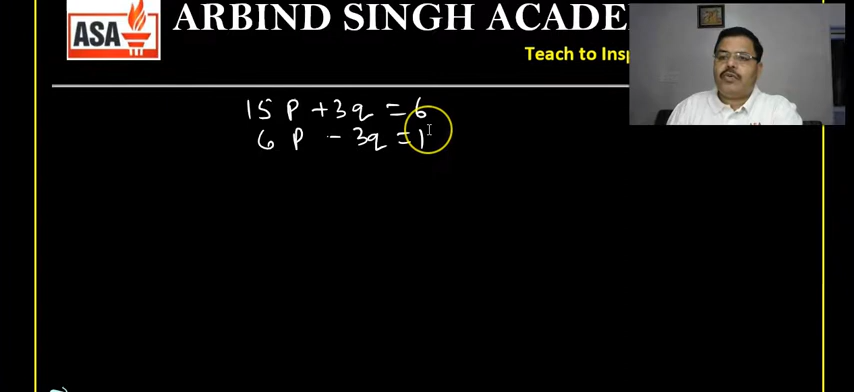 ASA
ARBIND SINGH ACADE
Teach to Insp
15 P + 3q = 6
6 P - 3q = 1